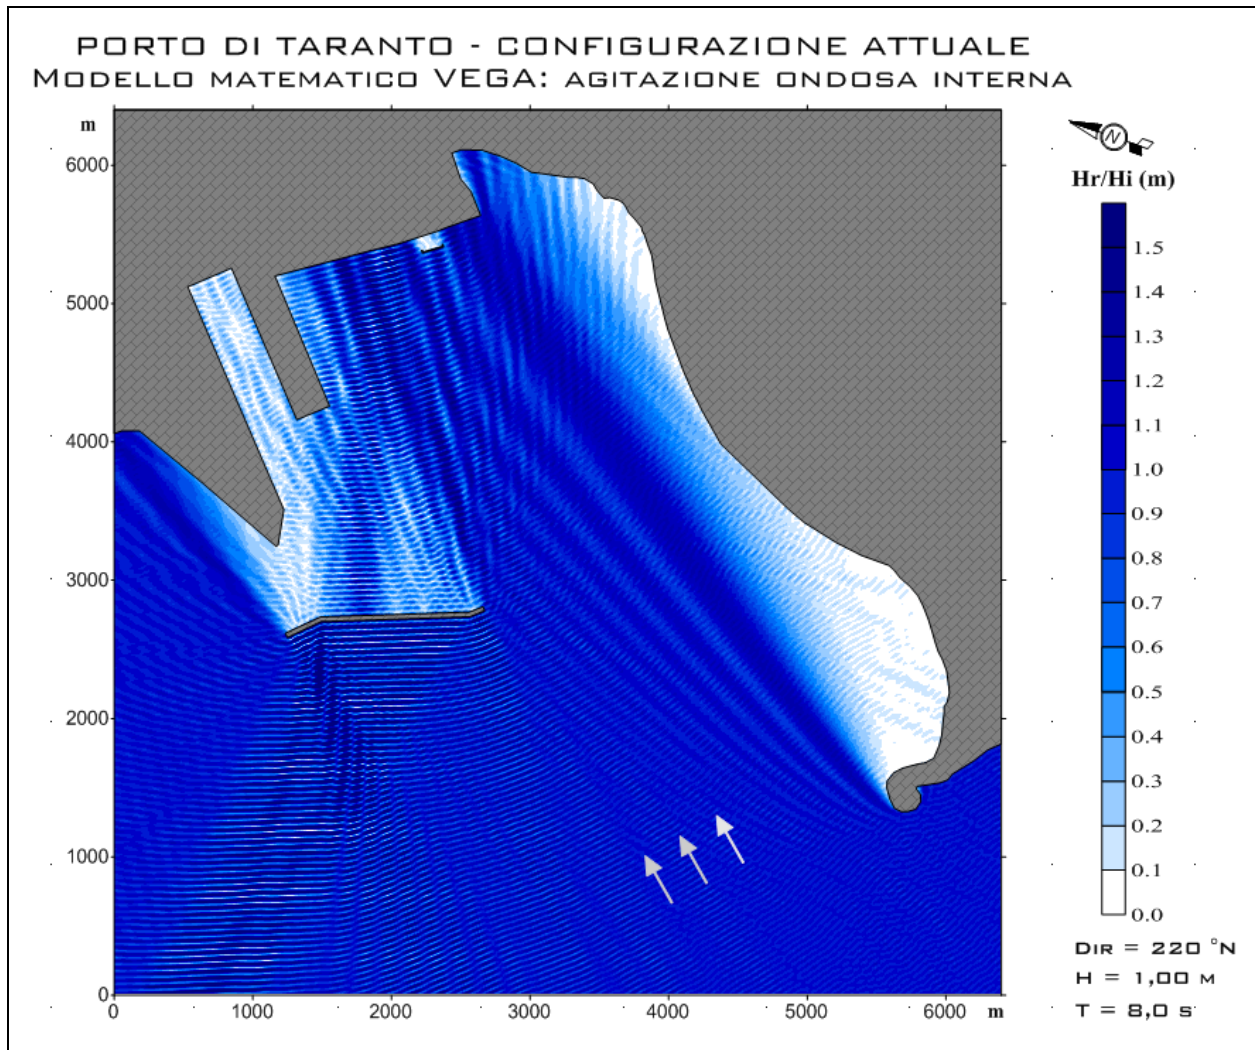 PORTO DI TARANTO - CONFIGURAZIONE ATTUALE
MODELLO MATEMATICO VEGA: AGITAZIONE ONDOSA INTERNA
m
6000
5000
4000
3000
2000
1000
0
0 1000 2000 3000 4000 5000 6000 m
N
Hr/Hi (m)
1.5
1.4
1.3
1.2
1.1
1.0
0.9
0.8
0.7
0.6
0.5
0.4
0.3
0.2
0.1
0.0
DIR = 220 °N
H = 1,00 M
T = 8,0 S